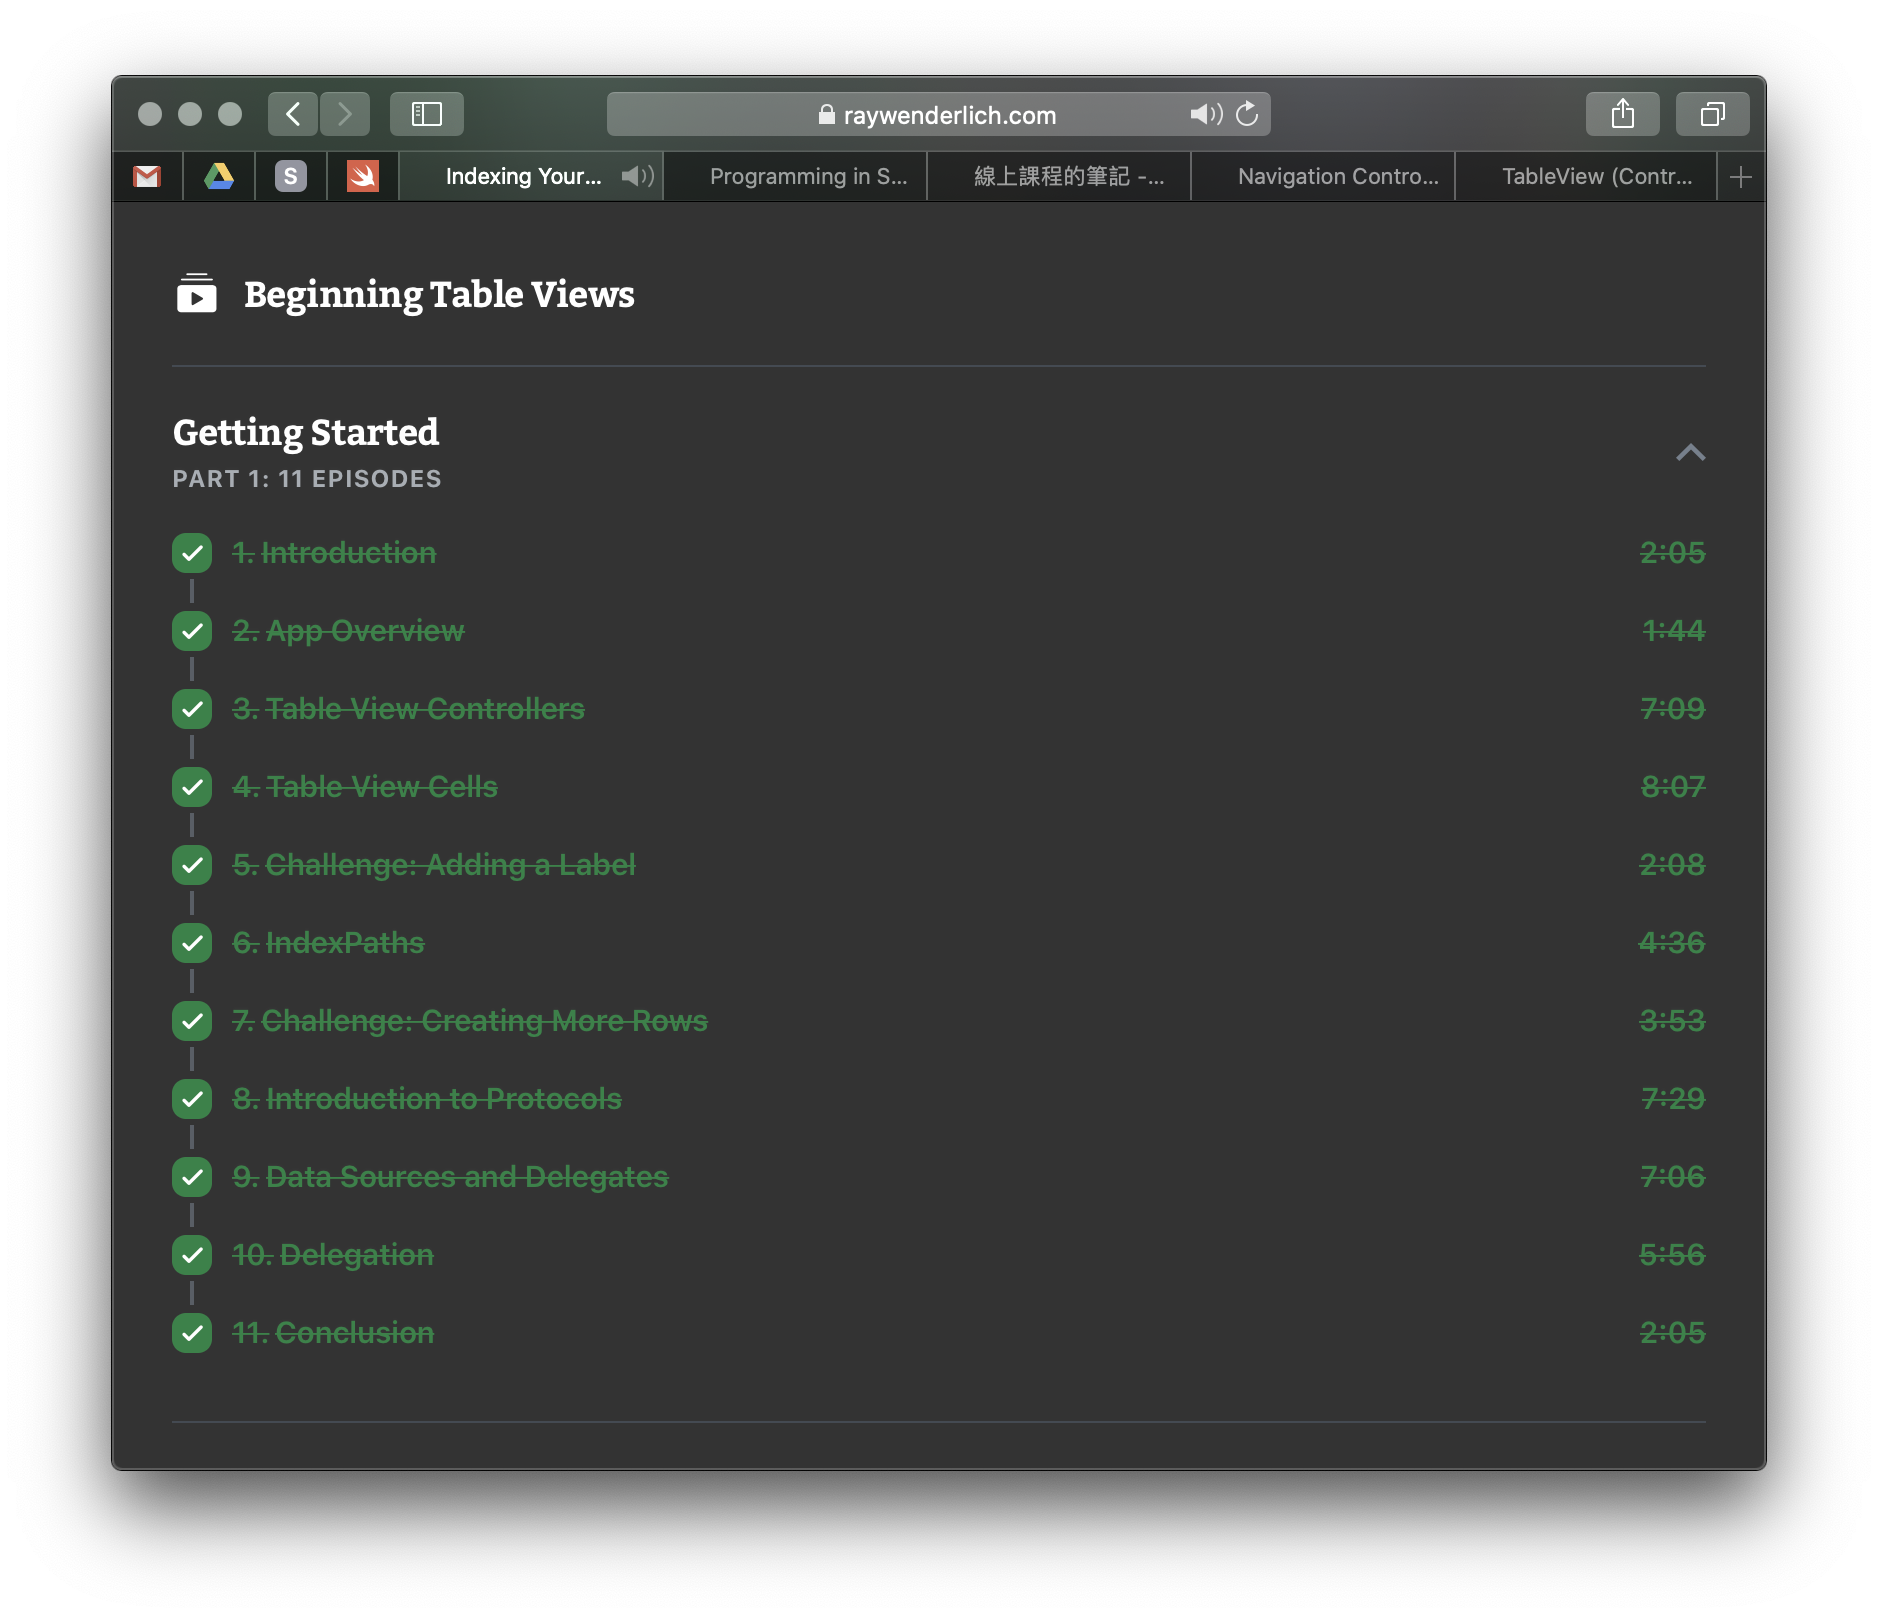 raywenderlich.com
S
Indexing Your...
Programming in S...
線上課程的筆記 -...
Navigation Contro...
TableView (Contr...
Beginning Table Views
Getting Started
PART 1: 11 EPISODES
1. Introduction 2:05
2. App Overview 1:44
3. Table View Controllers 7:09
4. Table View Cells 8:07
5. Challenge: Adding a Label 2:08
6. IndexPaths 4:36
7. Challenge: Creating More Rows 3:53
8. Introduction to Protocols 7:29
9. Data Sources and Delegates 7:06
10. Delegation 5:56
11. Conclusion 2:05